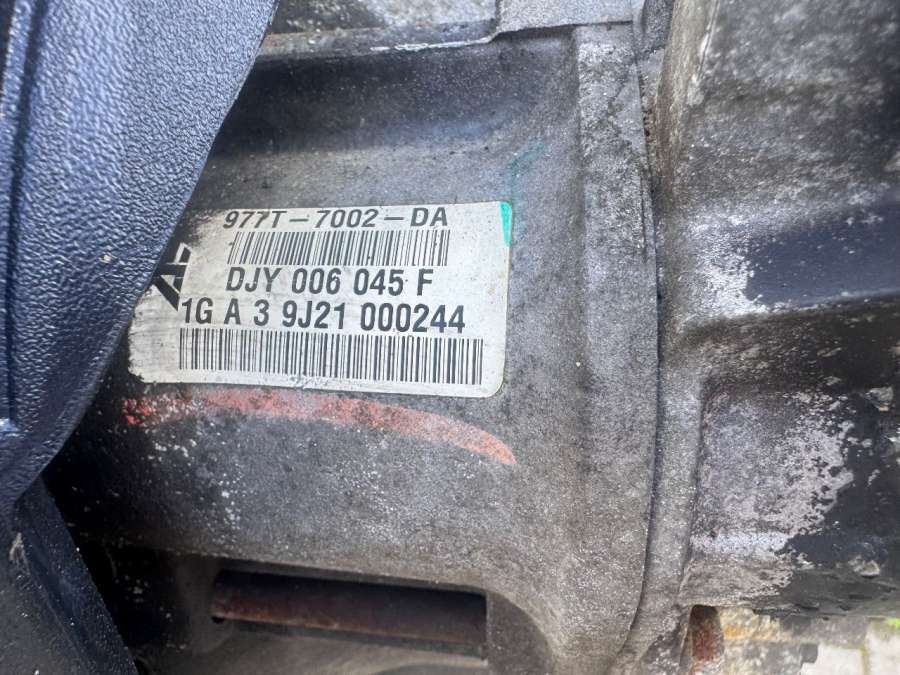 977T-7002-DA
DJY 006 045 F
1G A 3 9J21 000244